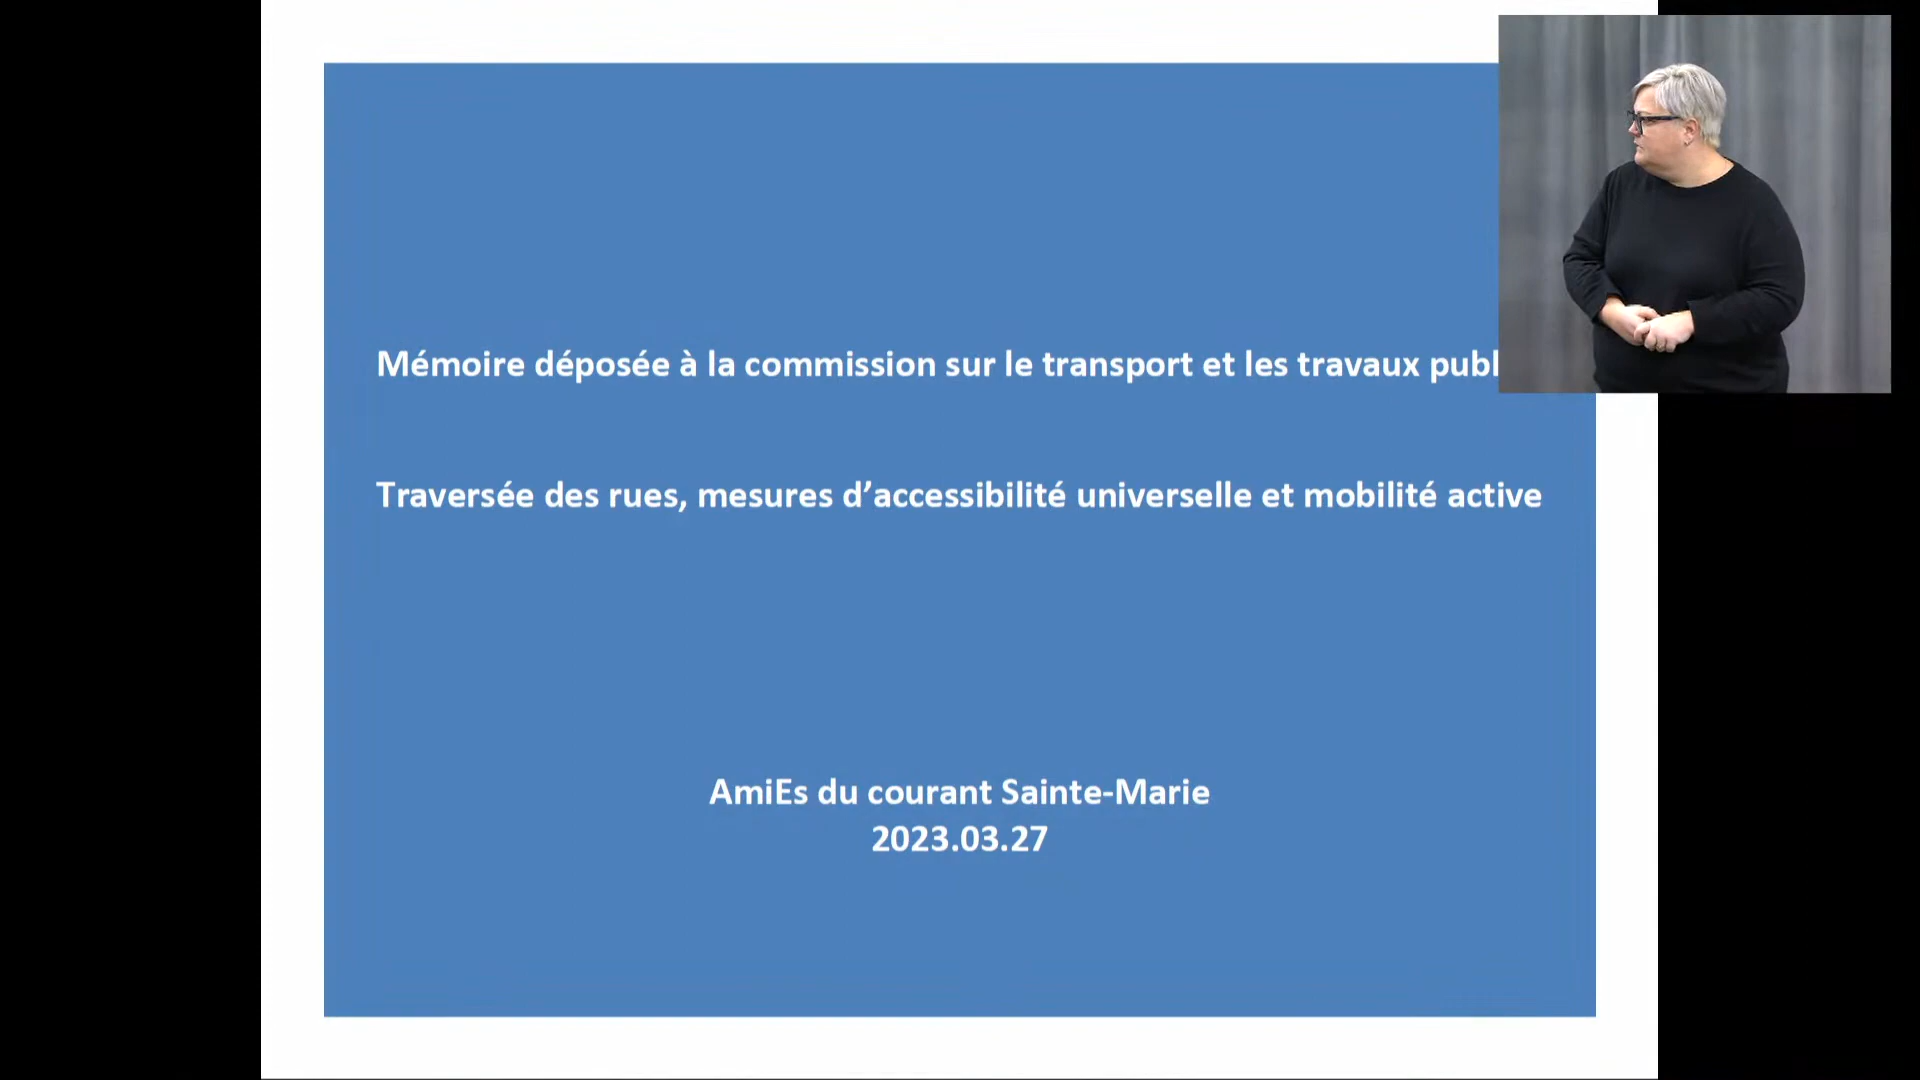 Mémoire déposée à la commission sur le transport et les travaux
Traversée des rues, mesures d’accessibilité universelle et mobilité active
AmiEs du courant Sainte-Marie
2023.03.27